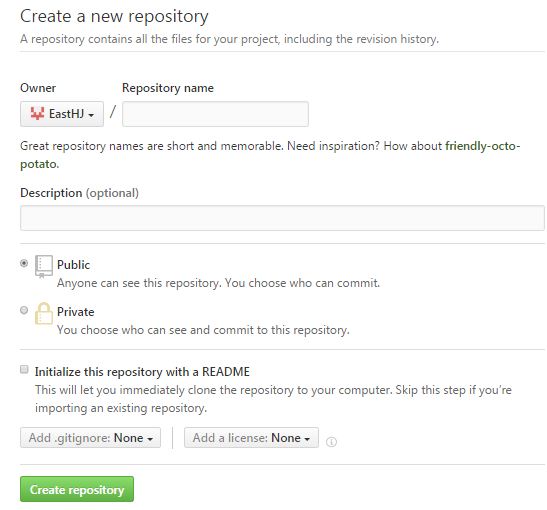 Create a new repository
A repository contains all the files for your project, including the revision history.
Owner Repository name
EastHJ /
Great repository names are short and memorable. Need inspiration? How about friendly-octo-
potato.
Description (optional)
Public
Anyone can see this repository. You choose who can commit.
Private
You choose who can see and commit to this repository.
Initialize this repository with a README
This will let you immediately clone the repository to your computer. Skip this step if you're
importing an existing repository.
Add .gitignore: None Add a license: None
Create repository